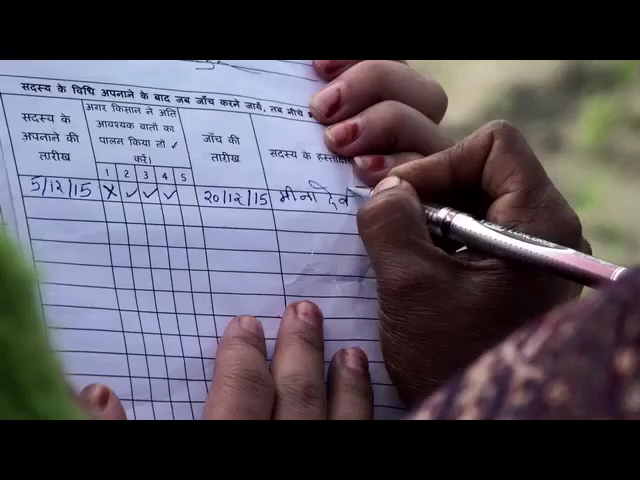 सदस्य के विधि अपनाने के बाद जब जाँच करने जायें, तब नीचे
सदस्य के
अपनाने की
तारीख
अगर किसान ने अति
आवश्यक बातों का
पालन किया तो ✓
करें।
1 2 3 4 5
जाँच की
तारीख
सदस्य के हस्ताक्षर
5/12/15 ✗ ✓ ✓ ✓ 20/12/15 मीना देव